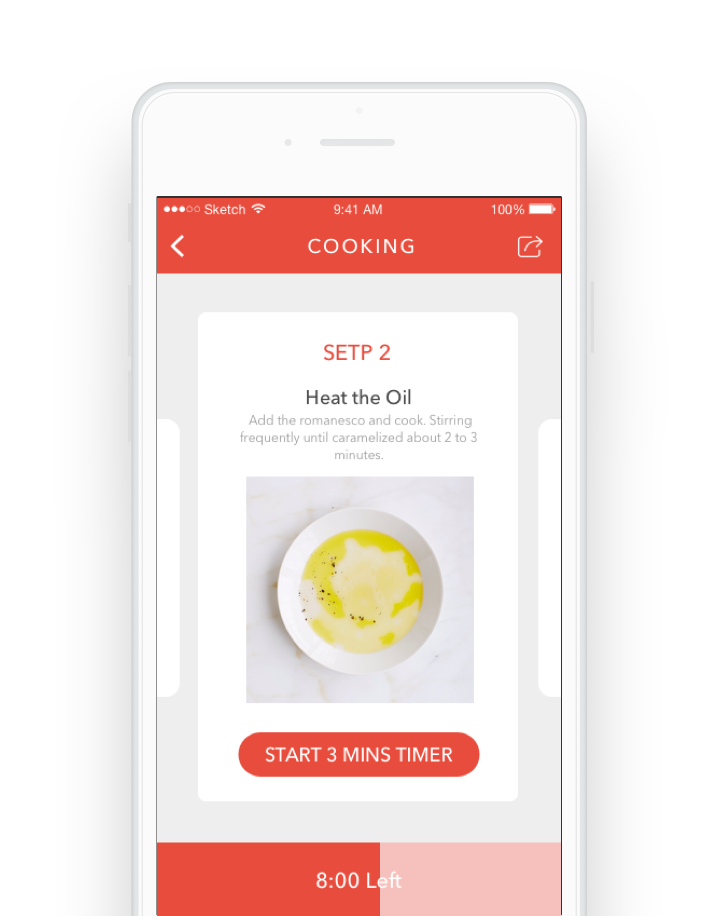 Sketch 9:41 AM 100%
COOKING
SETP 2
Heat the Oil
Add the romanesco and cook. Stirring
frequently until caramelized about 2 to 3
minutes.
START 3 MINS TIMER
8:00 Left